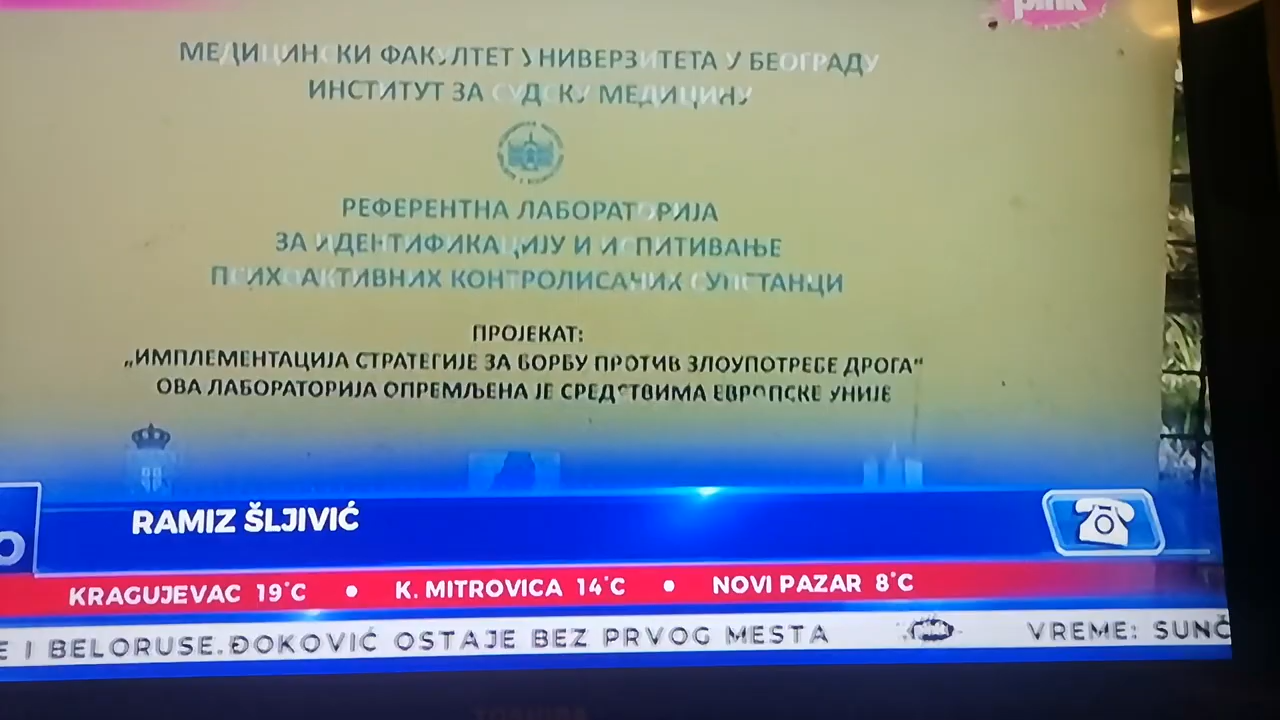 pink
МЕДИЦИНСКИ ФАКУЛТЕТ УНИВЕРЗИТЕТА У БЕОГРАДУ
ИНСТИТУТ ЗА СУДСКУ МЕДИЦИНУ
РЕФЕРЕНТНА ЛАБОРАТОРИЈА
ЗА ИДЕНТИФИКАЦИЈУ И ИСПИТИВАЊЕ
ПСИХОАКТИВНИХ КОНТРОЛИСАНИХ СУПСТАНЦИ
ПРОЈЕКАТ:
„ИМПЛЕМЕНТАЦИЈА СТРАТЕГИЈЕ ЗА БОРБУ ПРОТИВ ЗЛОУПОТРЕБЕ ДРОГА“
ОВА ЛАБОРАТОРИЈА ОПРЕМЉЕНА ЈЕ СРЕДСТВИМА ЕВРОПСКЕ УНИЈЕ
RAMIZ ŠLJIVIĆ
KRAGUJEVAC 19°C • K. MITROVICA 14°C • NOVI PAZAR 8°C
E I BELORUSE.ĐOKOVIĆ OSTAJE BEZ PRVOG MESTA VREME: SUNČ